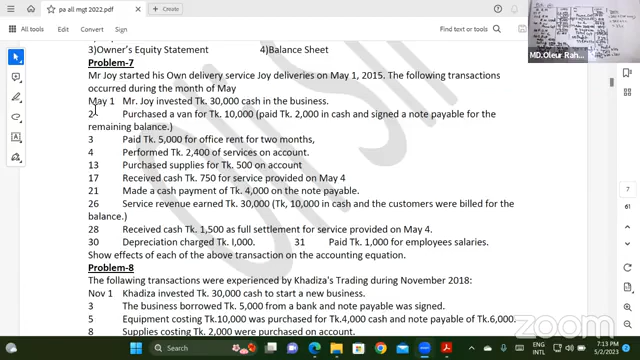 pa ali mgt 2022.pdf
Create
Edit Convert Sign Find text or tools
3)Owner's Equity Statement 4)Balance Sheet
Problem-7
Mr Joy started his Own delivery service Joy deliveries on May 1, 2015. The following transactions
occurred during the month of May
May 1 Mr. Joy invested Tk. 30,000 cash in the business.
2 Purchased a van for Tk. 10,000 (paid Tk. 2,000 in cash and signed a note payable for the
remaining balance.)
3 Paid Tk. 5,000 for office rent for two months,
4 Performed Tk. 2,400 of services on account.
13 Purchased supplies for Tk. 500 on account
17 Received cash Tk. 750 for service provided on May 4
21 Made a cash payment of Tk. 4,000 on the note payable.
26 Service revenue earned Tk. 30,000 (Tk, 10,000 in cash and the customers were billed for the
balance.)
28 Received cash Tk. 1,500 as full settlement for service provided on May 4.
30 Depreciation charged Tk. I,000. 31 Paid Tk. 1,000 for employees salaries.
Show effects of each of the above transaction on the accounting equation.
Problem-8
The following transactions were experienced by Khadiza's Trading during November 2018:
Nov 1 Khadiza invested Tk. 30,000 cash to start a new business.
3 The business borrowed Tk. 5,000 from a bank and note payable was signed.
5 Equipment costing Tk.10,000 was purchased for Tk.4,000 cash and note payable of Tk.6,000.
8 Supplies costing Tk. 2,000 were purchased on account.
MD.Oleur Rah...
7
61
zoom
Search
ENG
INTL
7:13 PM
5/2/2023